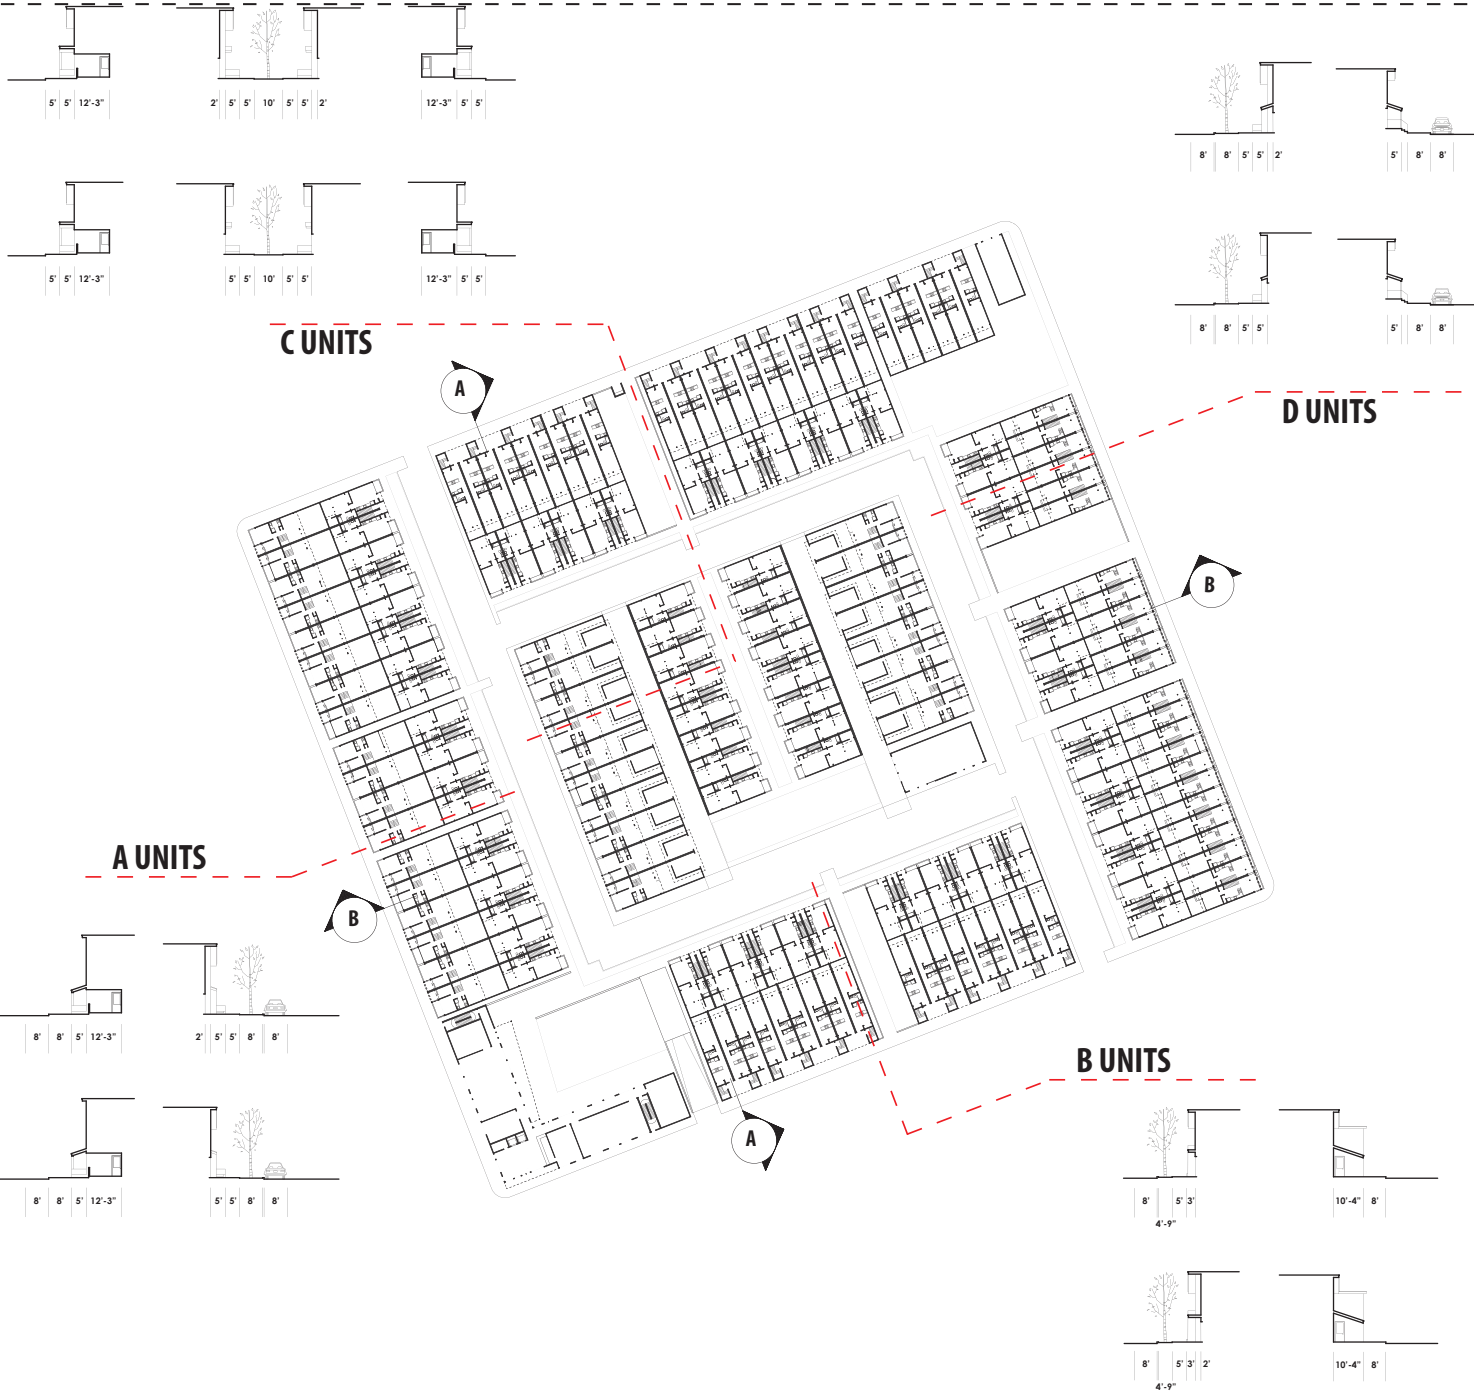 5' 5' 12'-3" 2' 5' 5' 10' 5' 5' 2' 12'-3" 5' 5'
8' 8' 5' 5' 2' 5' 8' 8'
5' 5' 12'-3" 5' 5' 10' 5' 5' 12'-3" 5' 5'
8' 8' 5' 5' 5' 8' 8'
C UNITS
A
D UNITS
B
A UNITS
B
8' 8' 5' 12'-3" 2' 5' 5' 8' 8'
B UNITS
A
8' 8' 5' 12'-3" 5' 5' 8' 8'
8' 5' 3' 10'-4" 8'
4'-9"
8' 5' 3' 2' 10'-4" 8'
4'-9"